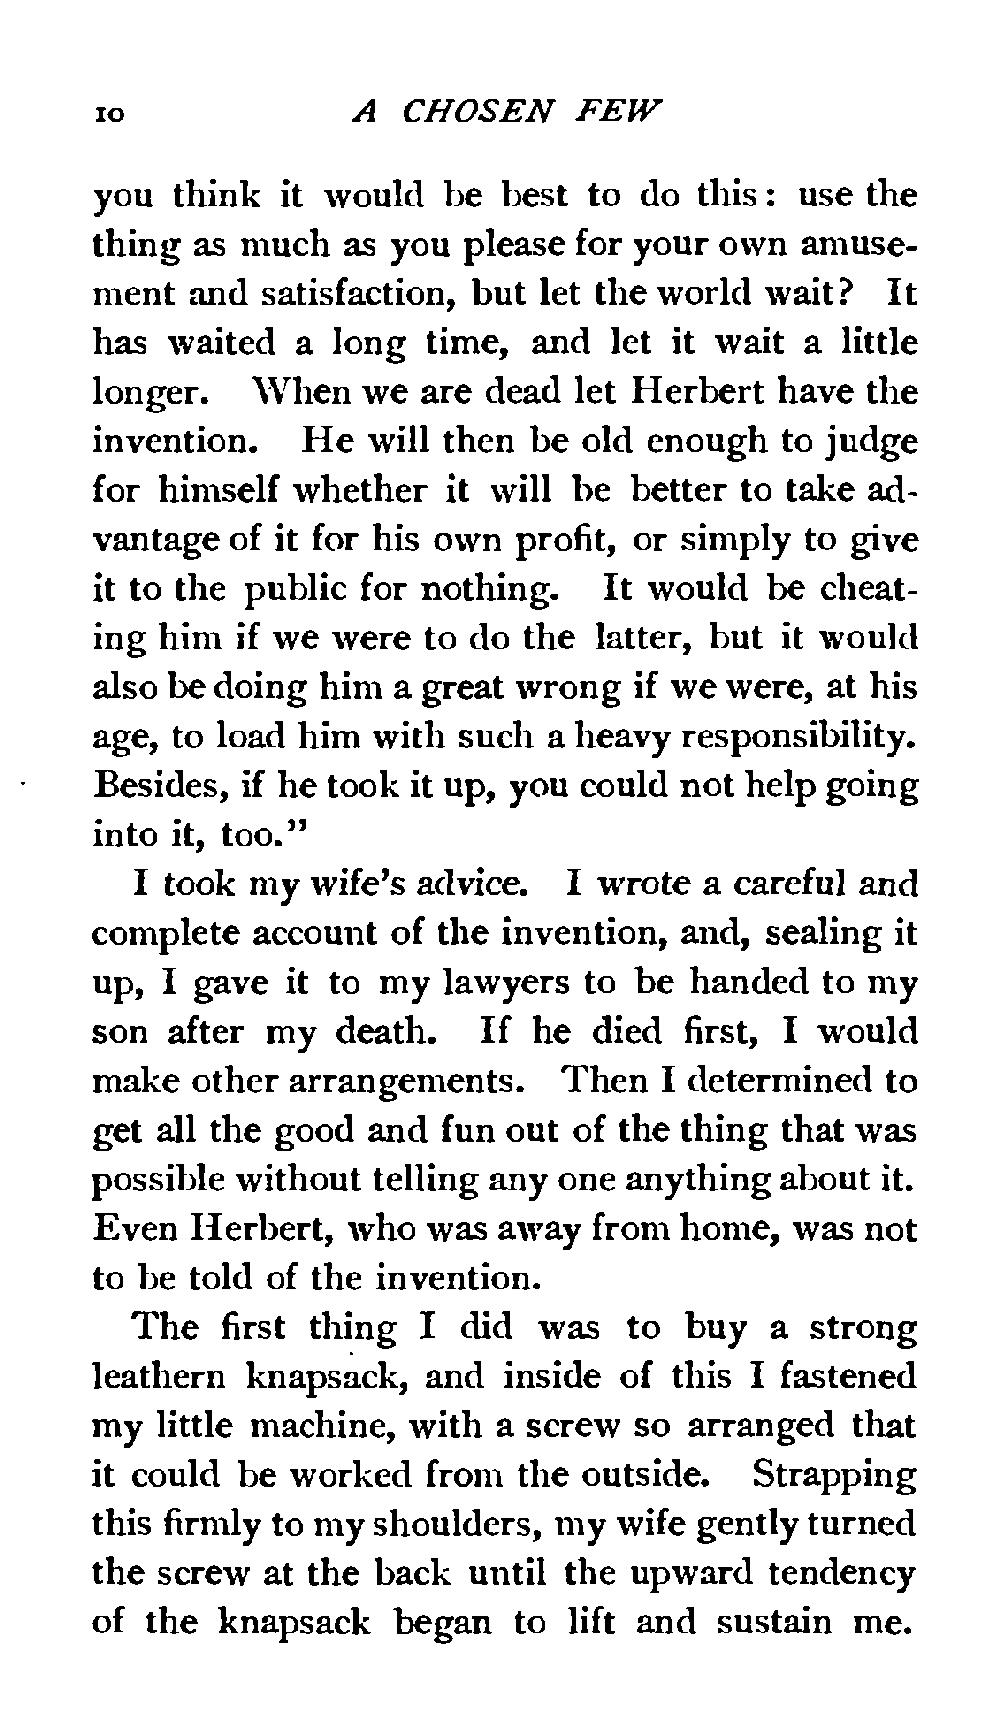 10 A CHOSEN FEW
you think it would be best to do this: use the
thing as much as you please for your own amuse-
ment and satisfaction, but let the world wait? It
has waited a long time, and let it wait a little
longer. When we are dead let Herbert have the
invention. He will then be old enough to judge
for himself whether it will be better to take ad-
vantage of it for his own profit, or simply to give
it to the public for nothing. It would be cheat-
ing him if we were to do the latter, but it would
also be doing him a great wrong if we were, at his
age, to load him with such a heavy responsibility.
Besides, if he took it up, you could not help going
into it, too."
I took my wife's advice. I wrote a careful and
complete account of the invention, and, sealing it
up, I gave it to my lawyers to be handed to my
son after my death. If he died first, I would
make other arrangements. Then I determined to
get all the good and fun out of the thing that was
possible without telling any one anything about it.
Even Herbert, who was away from home, was not
to be told of the invention.
The first thing I did was to buy a strong
leathern knapsack, and inside of this I fastened
my little machine, with a screw so arranged that
it could be worked from the outside. Strapping
this firmly to my shoulders, my wife gently turned
the screw at the back until the upward tendency
of the knapsack began to lift and sustain me.